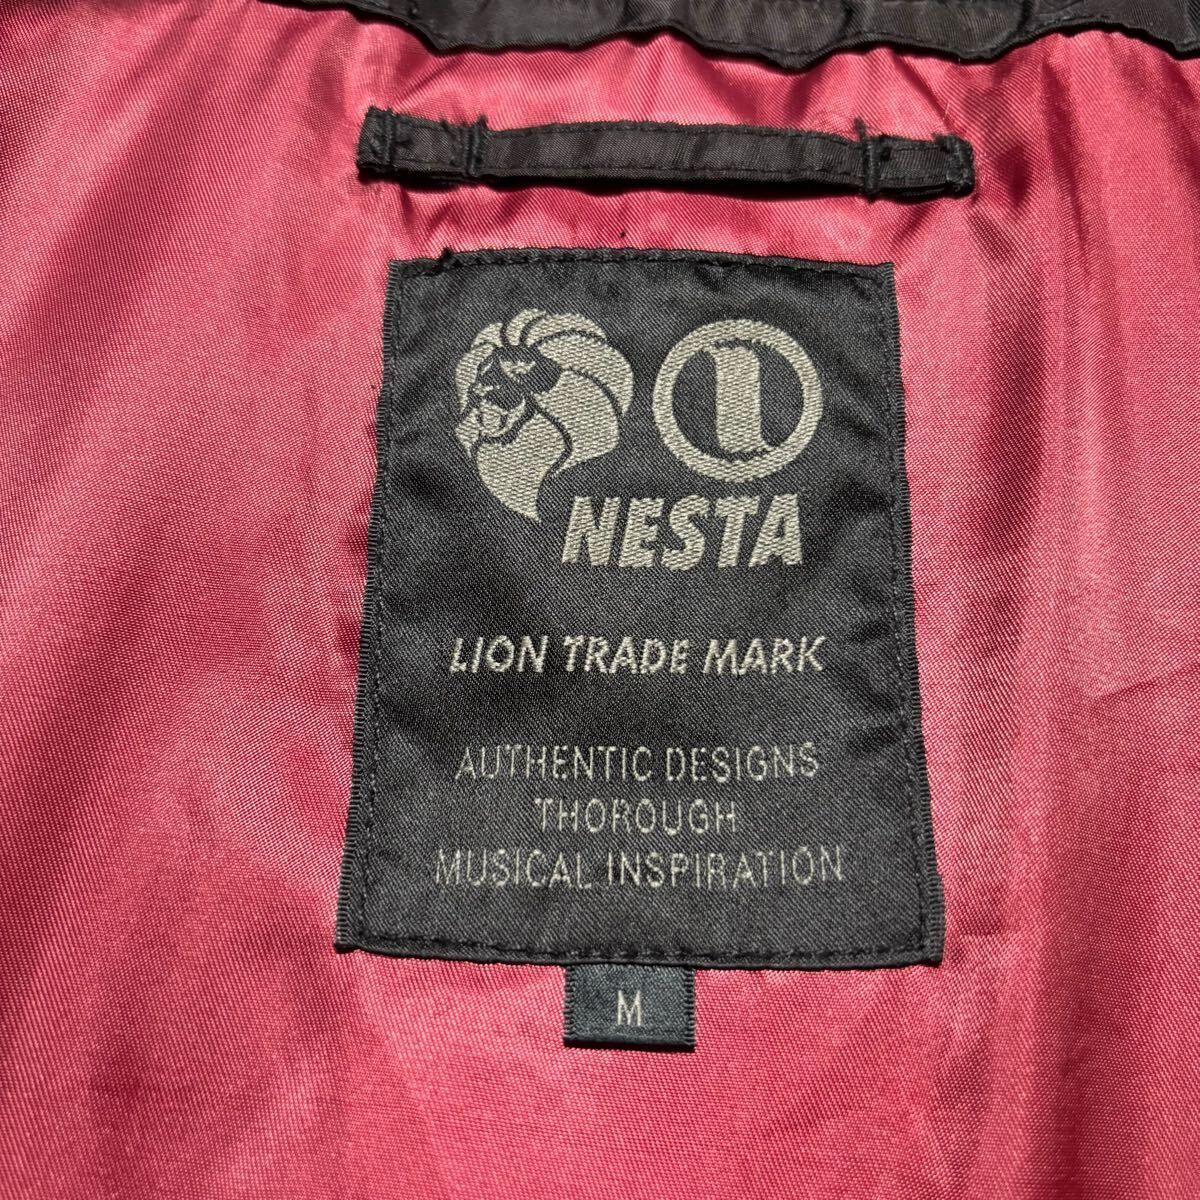 NESTA
LION TRADE MARK
AUTHENTIC DESIGNS
THOROUGH
MUSICAL INSPIRATION
M